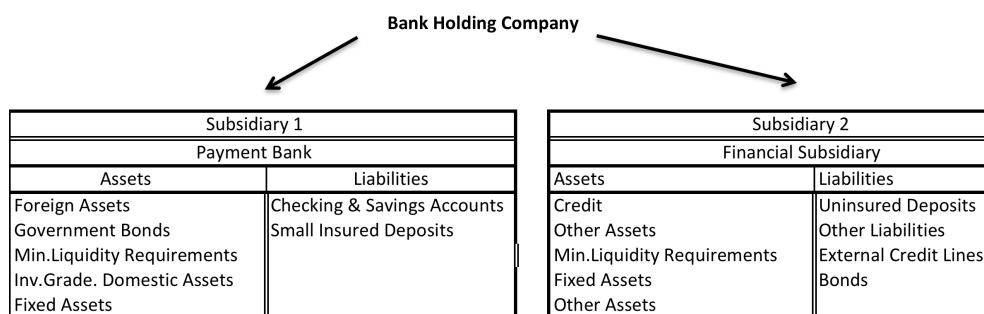 Bank Holding Company
Subsidiary 1
Payment Bank
Assets Liabilities
Foreign Assets Checking & Savings Accounts
Government Bonds Small Insured Deposits
Min.Liquidity Requirements
Inv.Grade. Domestic Assets
Fixed Assets
Subsidiary 2
Financial Subsidiary
Assets Liabilities
Credit Uninsured Deposits
Other Assets Other Liabilities
Min.Liquidity Requirements External Credit Lines
Fixed Assets Bonds
Other Assets